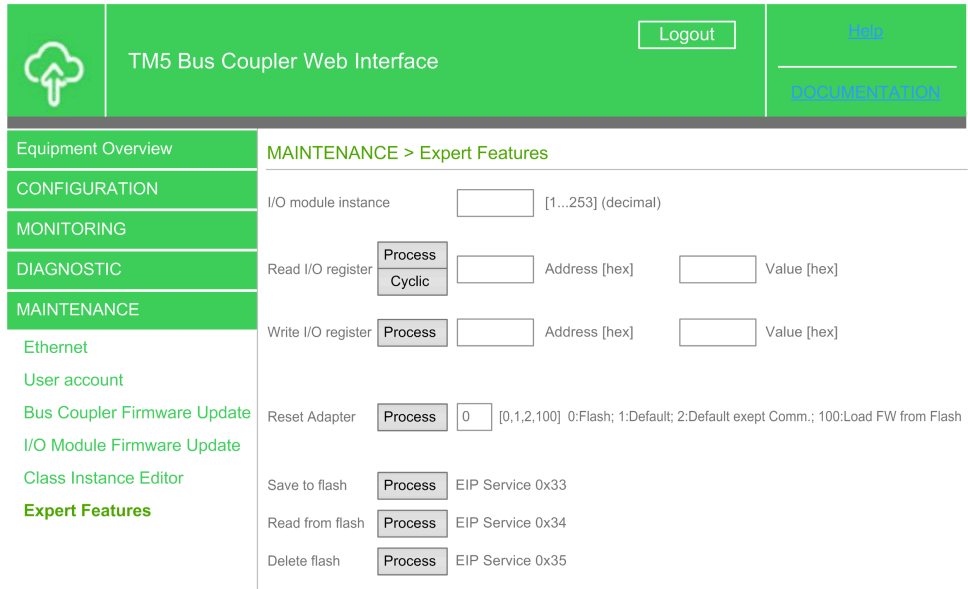 TM5 Bus Coupler Web Interface
Logout
Help
DOCUMENTATION
Equipment Overview
CONFIGURATION
MONITORING
DIAGNOSTIC
MAINTENANCE
Ethernet
User account
Bus Coupler Firmware Update
I/O Module Firmware Update
Class Instance Editor
Expert Features
MAINTENANCE > Expert Features
I/O module instance [1...253] (decimal)
Read I/O register Process Cyclic Address [hex] Value [hex]
Write I/O register Process Address [hex] Value [hex]
Reset Adapter Process 0 [0,1,2,100] 0:Flash; 1:Default; 2:Default exept Comm.; 100:Load FW from Flash
Save to flash Process EIP Service 0x33
Read from flash Process EIP Service 0x34
Delete flash Process EIP Service 0x35